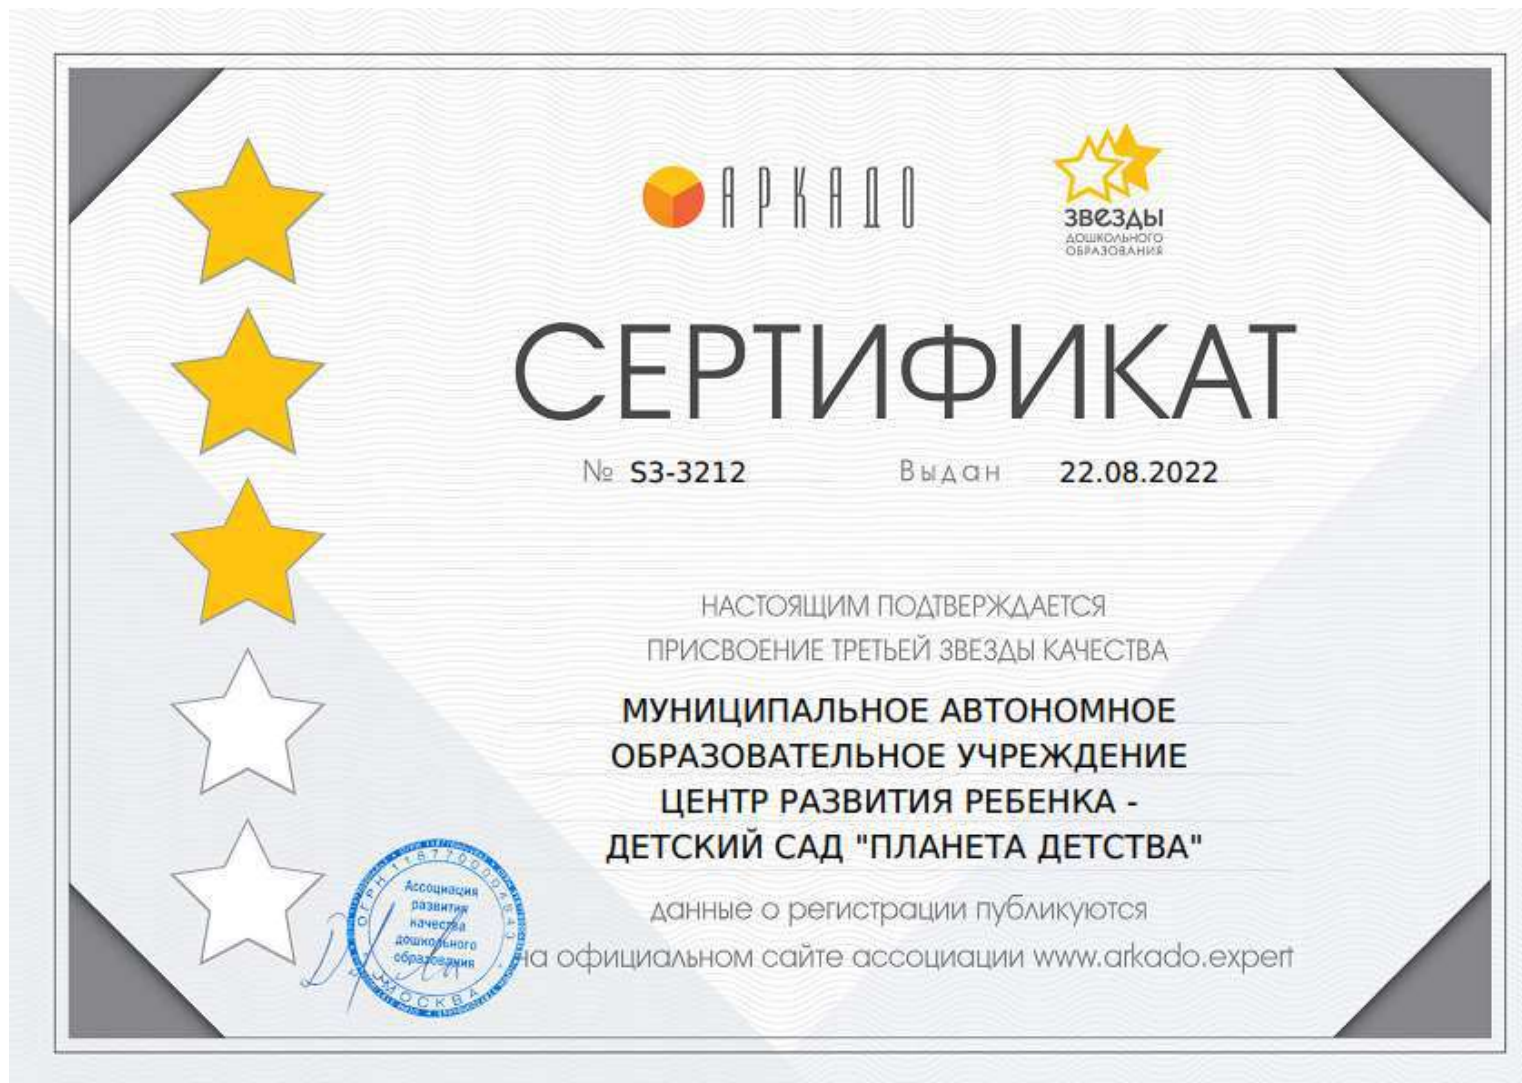 АРКАДО
ЗВЕЗДЫ
ДОШКОЛЬНОГО
ОБРАЗОВАНИЯ
СЕРТИФИКАТ
№ S3-3212 Выдан 22.08.2022
НАСТОЯЩИМ ПОДТВЕРЖДАЕТСЯ
ПРИСВОЕНИЕ ТРЕТЬЕЙ ЗВЕЗДЫ КАЧЕСТВА
МУНИЦИПАЛЬНОЕ АВТОНОМНОЕ
ОБРАЗОВАТЕЛЬНОЕ УЧРЕЖДЕНИЕ
ЦЕНТР РАЗВИТИЯ РЕБЕНКА -
ДЕТСКИЙ САД "ПЛАНЕТА ДЕТСТВА"
данные о регистрации публикуются
на официальном сайте ассоциации www.arkado.expert
ОГРН
Ассоциация
развития
качества
дошкольного
образования
МОСКВА